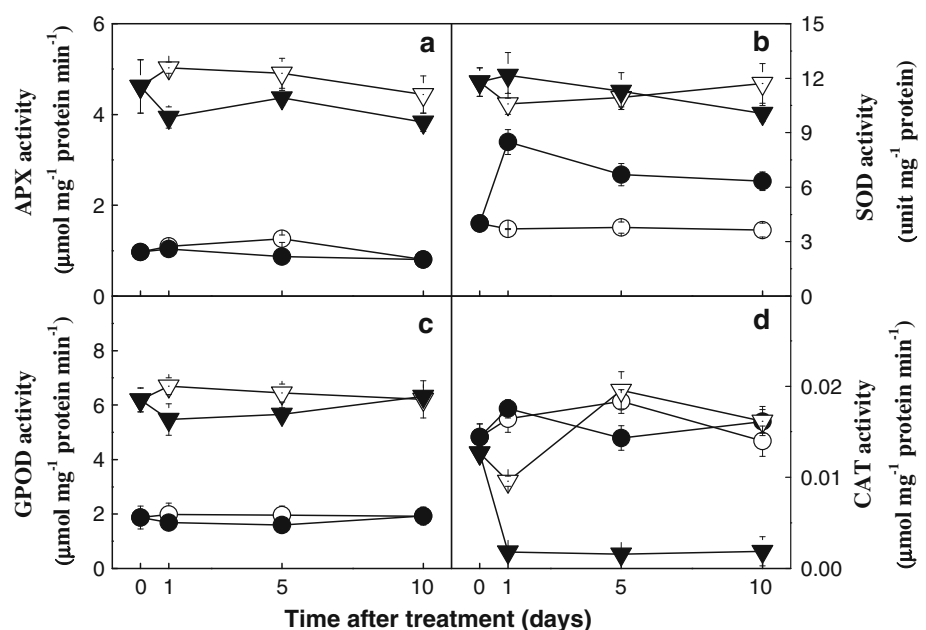 6
4
2
0
APX activity
(μmol mg⁻¹ protein min⁻¹)
a
b
15
12
9
6
3
0
SOD activity
(unit mg⁻¹ protein)
8
6
4
2
0
GPOD activity
(μmol mg⁻¹ protein min⁻¹)
c
d
0.02
0.01
0.00
CAT activity
(μmol mg⁻¹ protein min⁻¹)
0 1 5 10
0 1 5 10
Time after treatment (days)